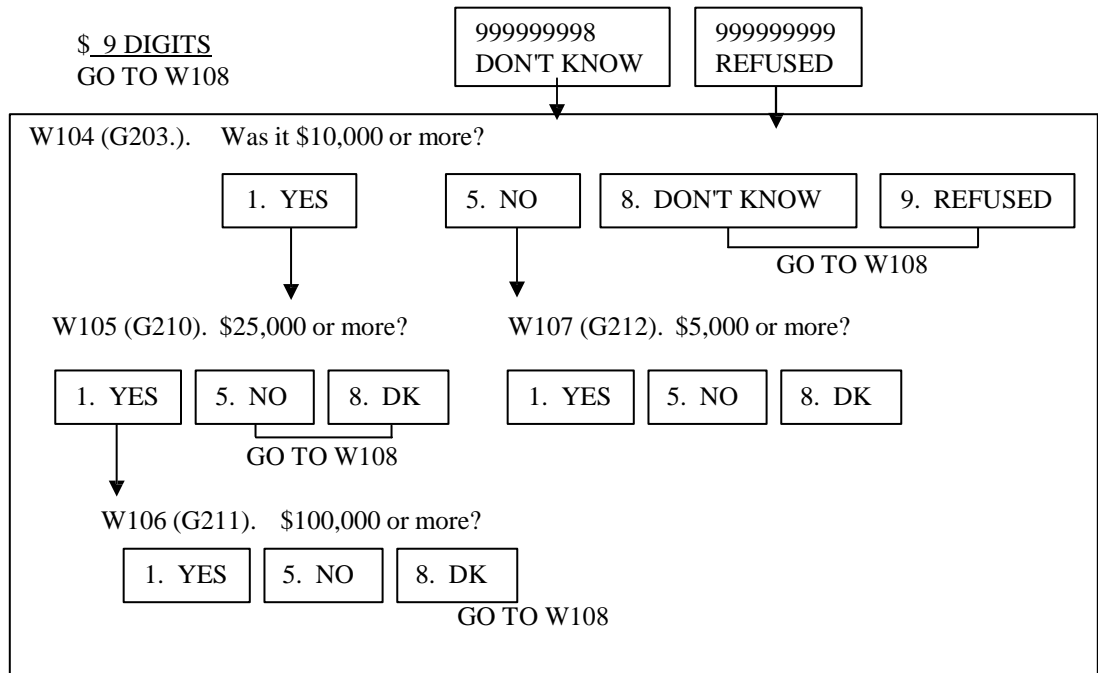 $ 9 DIGITS
GO TO W108
999999998
DON'T KNOW
999999999
REFUSED
W104 (G203.). Was it $10,000 or more?
1. YES
5. NO
8. DON'T KNOW
9. REFUSED
GO TO W108
W105 (G210). $25,000 or more?
W107 (G212). $5,000 or more?
1. YES
5. NO
8. DK
1. YES
5. NO
8. DK
GO TO W108
W106 (G211). $100,000 or more?
1. YES
5. NO
8. DK
GO TO W108